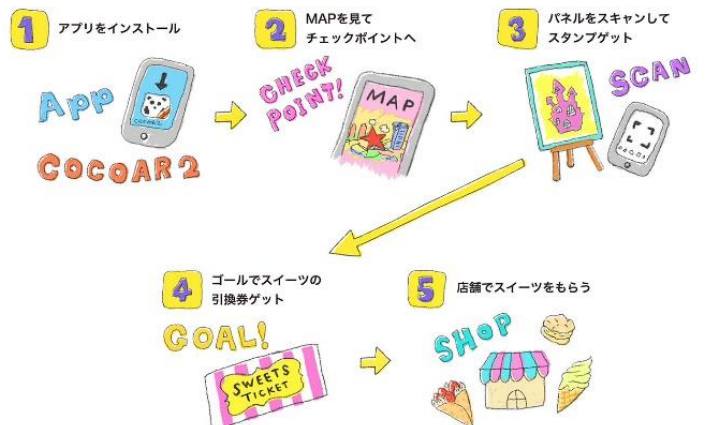 1 アプリをインストール
App
COCOAR2
COCOAR2
2 MAPを見て
チェックポイントへ
CHECK
POINT!
MAP
3 パネルをスキャンして
スタンプゲット
SCAN
4 ゴールでスイーツの
引換券ゲット
GOAL!
SWEETS
TICKET
5 店舗でスイーツをもらう
SHOP